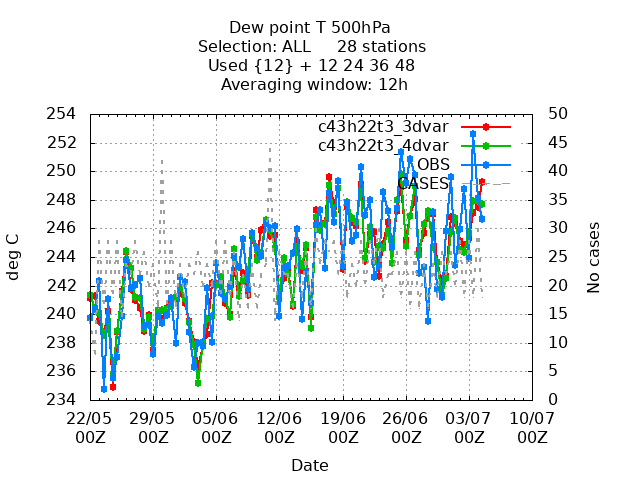 Dew point T 500hPa
Selection: ALL 28 stations
Used {12} + 12 24 36 48
Averaging window: 12h
c43h22t3_3dvar
c43h22t3_4dvar
OBS
CASES
deg C
254
252
250
248
246
244
242
240
238
236
234
No cases
50
45
40
35
30
25
20
15
10
5
0
22/05 29/05 05/06 12/06 19/06 26/06 03/07 10/07
00Z 00Z 00Z 00Z 00Z 00Z 00Z 00Z
Date